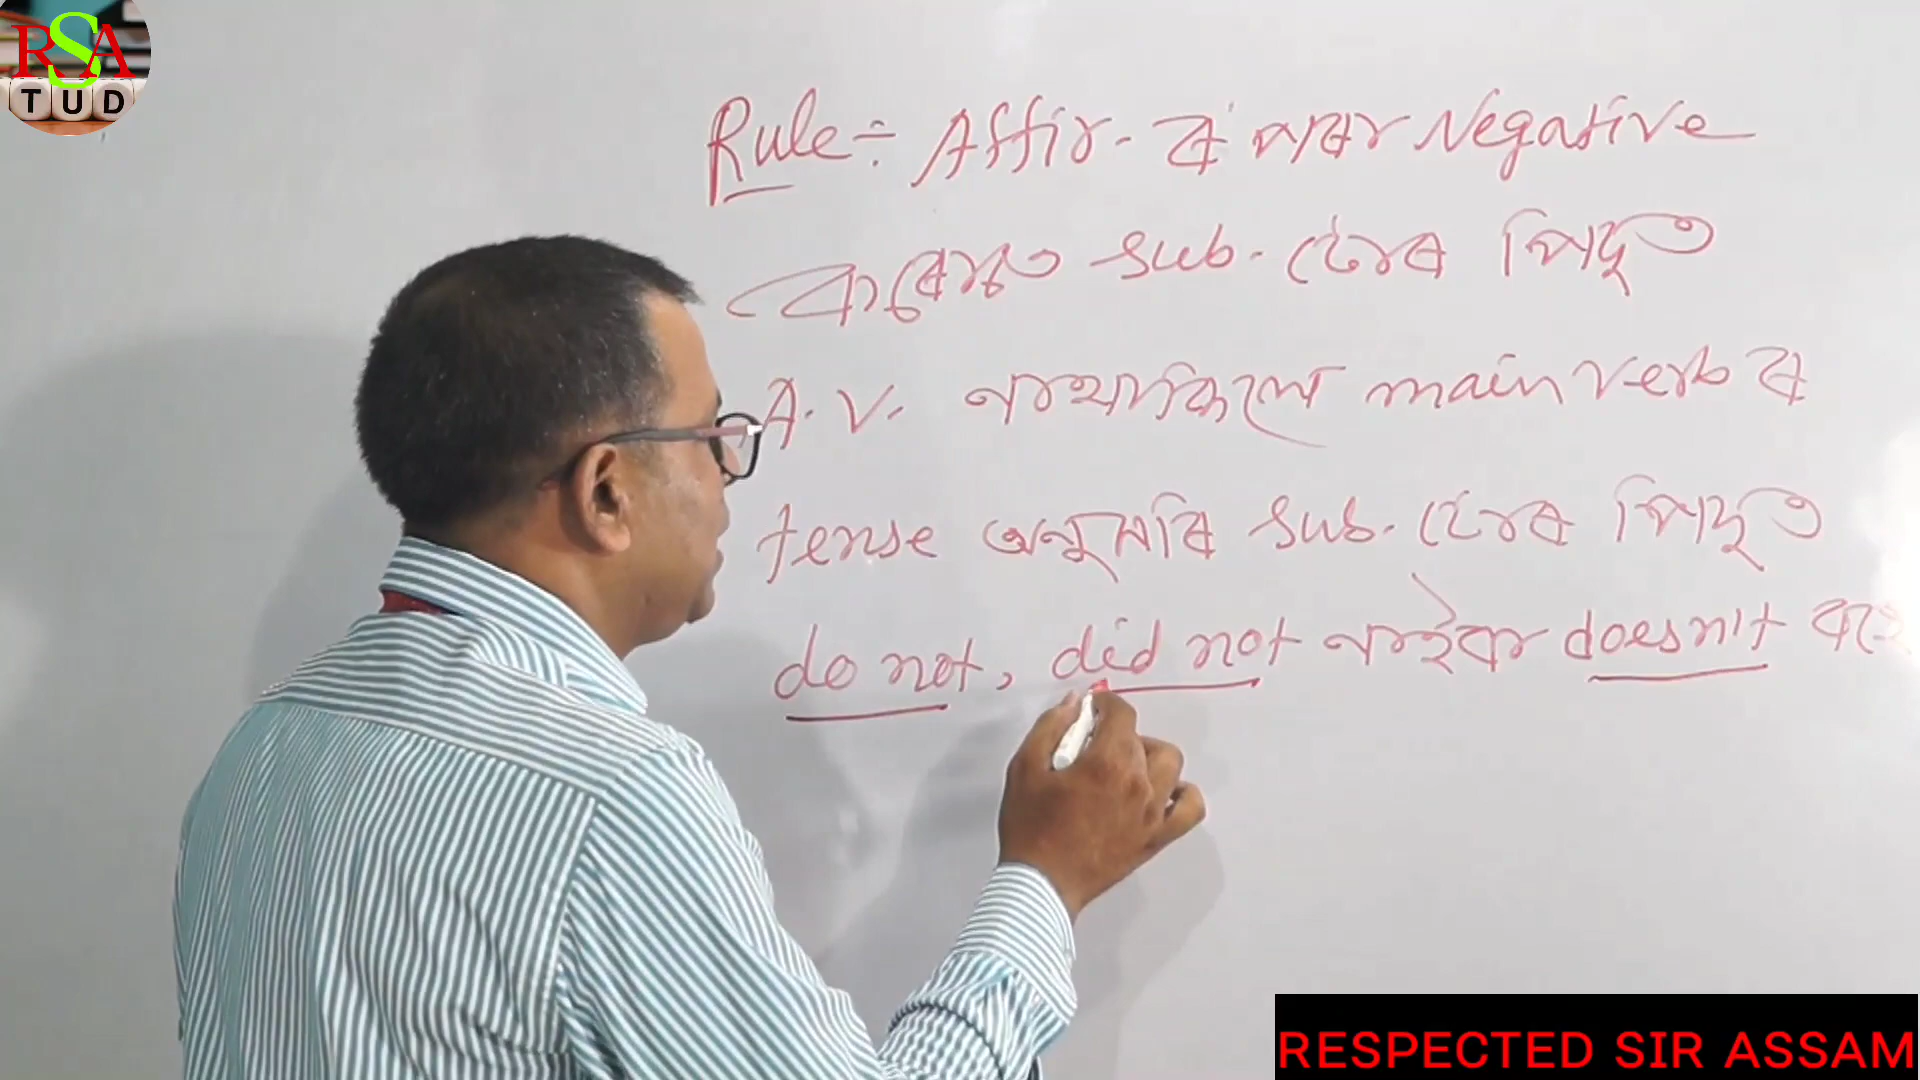 RSA
TUD
Rule÷ Affir- ৰ পৰা Negative
কৰোতে sub. টোৰ পিছত
A.V. নাথাকিলে main verb ৰ
tense অনুসৰি sub. টোৰ পিছত
do not, did not নাইবা doesn't বহে
RESPECTED SIR ASSAM